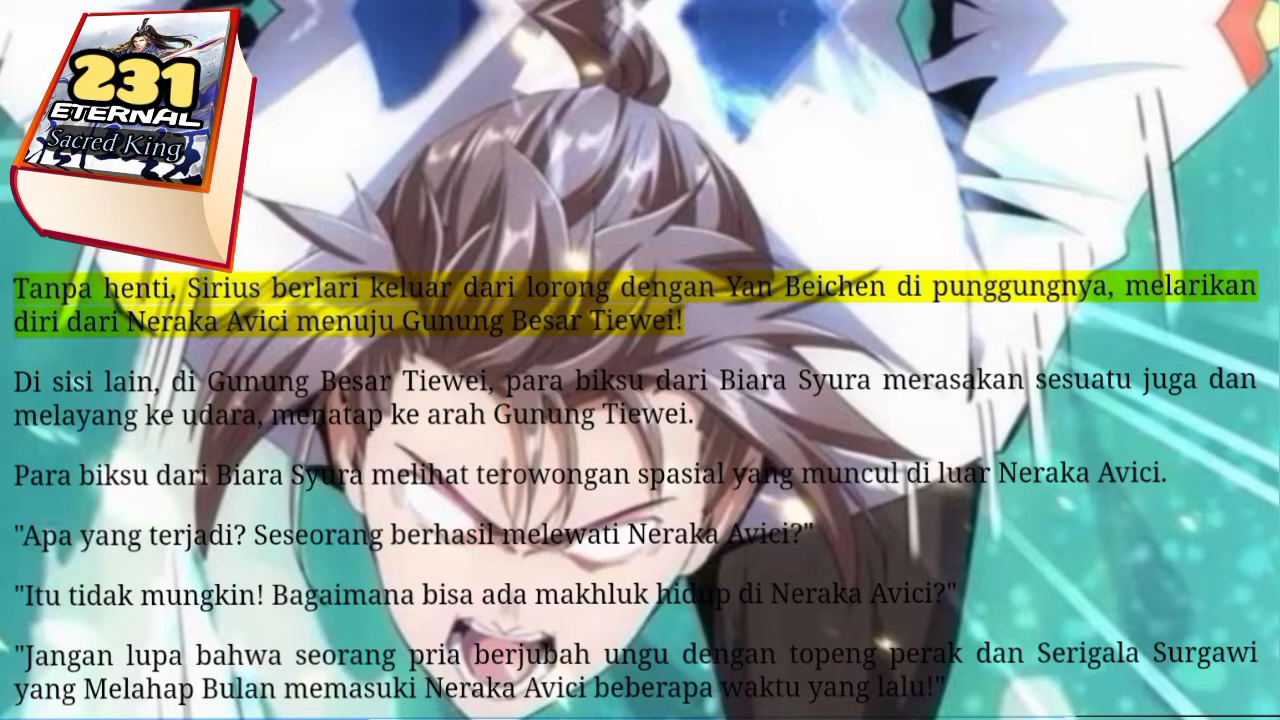 231
ETERNAL
Sacred King
Tanpa henti, Sirius berlari keluar dari lorong dengan Yan Beichen di punggungnya, melarikan
diri dari Neraka Avici menuju Gunung Besar Tiewei!
Di sisi lain, di Gunung Besar Tiewei, para biksu dari Biara Syura merasakan sesuatu juga dan
melayang ke udara, menatap ke arah Gunung Tiewei.
Para biksu dari Biara Syura melihat terowongan spasial yang muncul di luar Neraka Avici.
"Apa yang terjadi? Seseorang berhasil melewati Neraka Avici?"
"Itu tidak mungkin! Bagaimana bisa ada makhluk hidup di Neraka Avici?"
"Jangan lupa bahwa seorang pria berjubah ungu dengan topeng perak dan Serigala Surgawi
yang Melahap Bulan memasuki Neraka Avici beberapa waktu yang lalu!"